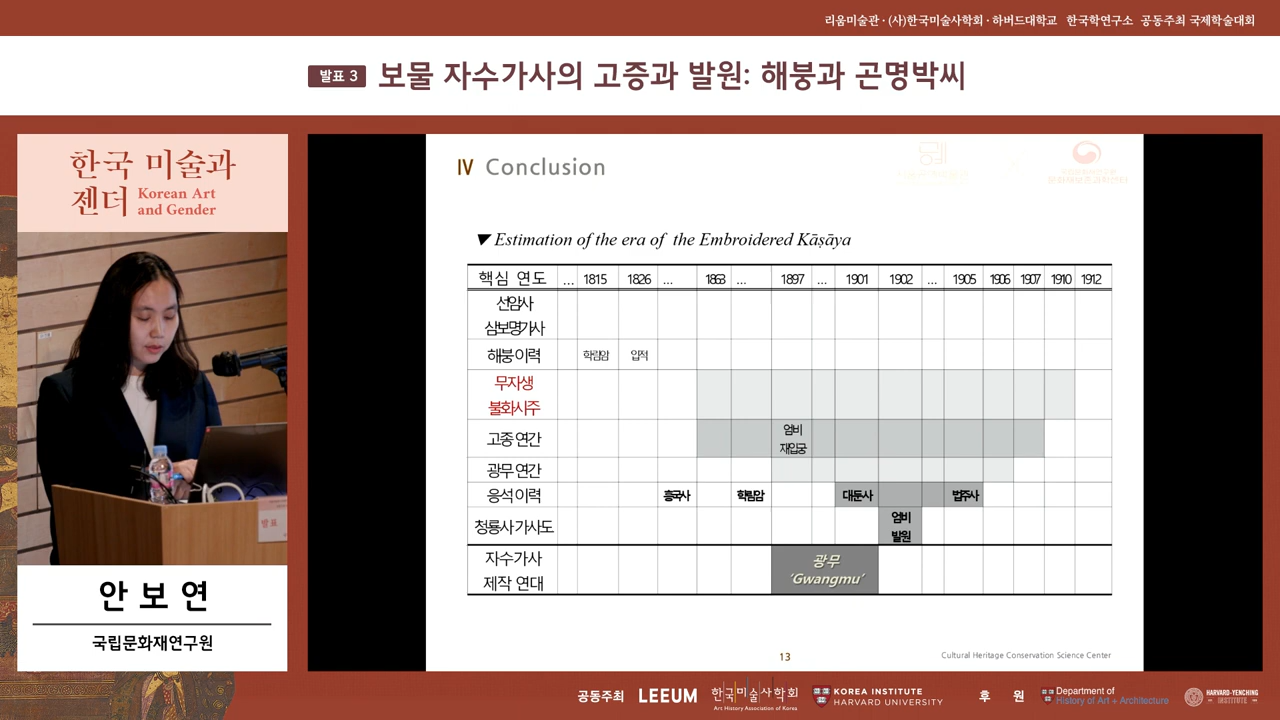 리움미술관 · (사)한국미술사학회 · 하버드대학교 한국학연구소 공동주최 국제학술대회
발표 3 보물 자수가사의 고증과 발원: 해붕과 곤명박씨
한국 미술과
젠더 Korean Art
and Gender
발표
안 보 연
국립문화재연구원
IV Conclusion
▼ Estimation of the era of the Embroidered Kāṣāya
핵심 연도 ... 1815 1826 ... 1863 ... 1897 ... 1901 1902 ... 1905 1906 1907 1910 1912
선암사
삼보명가사
해붕 이력 학림암 입적
무자생
불화시주
고종 연간 엄비
재입궁
광무 연간
응석 이력 흥국사 학림암 대둔사 법주사
청룡사 가사도 엄비
발원
자수가사
제작 연대
광무
‘Gwangmu’
13
Cultural Heritage Conservation Science Center
공동주최 LEEUM 한국미술사학회
Art History Association of Korea
KOREA INSTITUTE
HARVARD UNIVERSITY
후 원
Department of
History of Art + Architecture
HARVARD-YENCHING
INSTITUTE